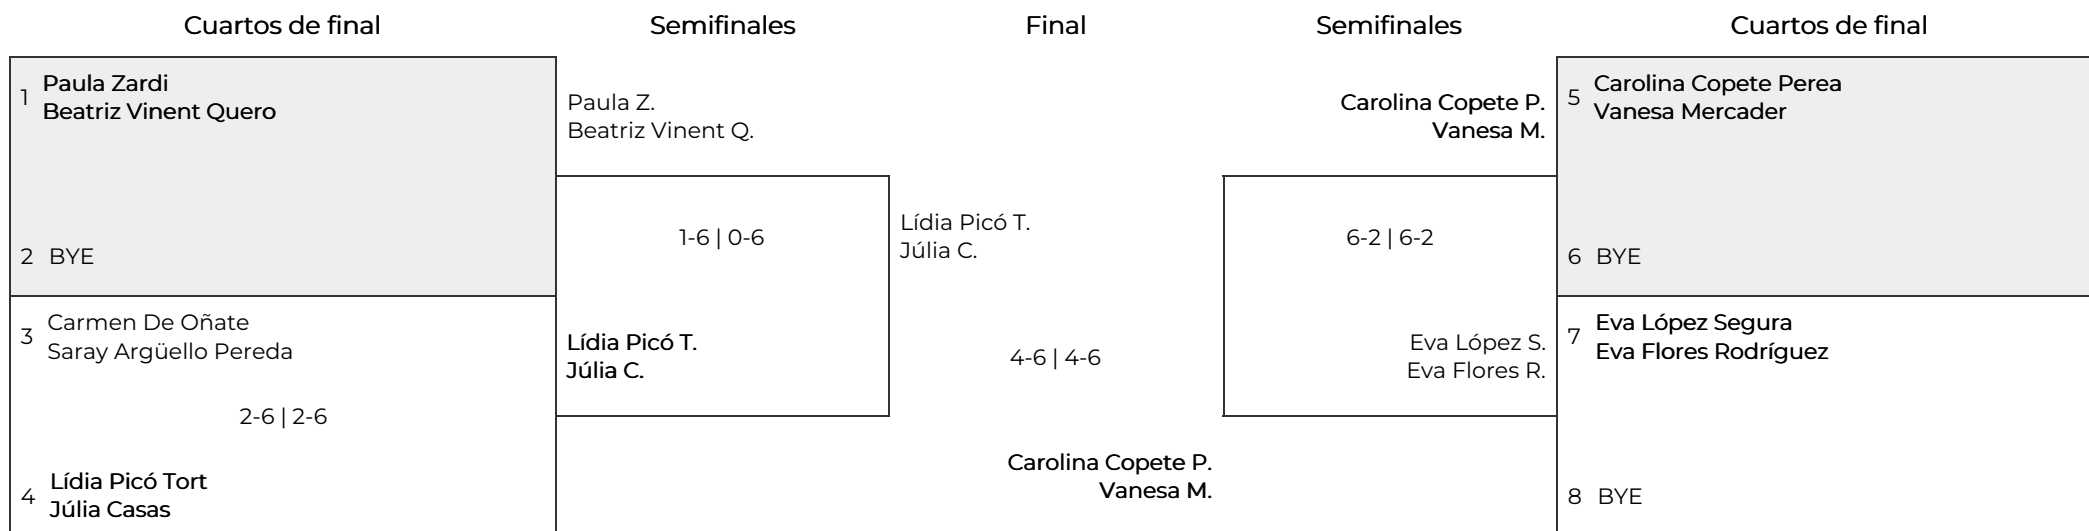 Cuartos de final
Semifinales
Final
Semifinales
Cuartos de final
1
Paula Zardi
Beatriz Vinent Quero
2 BYE
3
Carmen De Oñate
Saray Argüello Pereda
2-6 | 2-6
4
Lídia Picó Tort
Júlia Casas
Paula Z.
Beatriz Vinent Q.
1-6 | 0-6
Lídia Picó T.
Júlia C.
Lídia Picó T.
Júlia C.
4-6 | 4-6
Carolina Copete P.
Vanesa M.
Carolina Copete P.
Vanesa M.
6-2 | 6-2
Eva López S.
Eva Flores R.
5
Carolina Copete Perea
Vanesa Mercader
6 BYE
7
Eva López Segura
Eva Flores Rodríguez
8 BYE